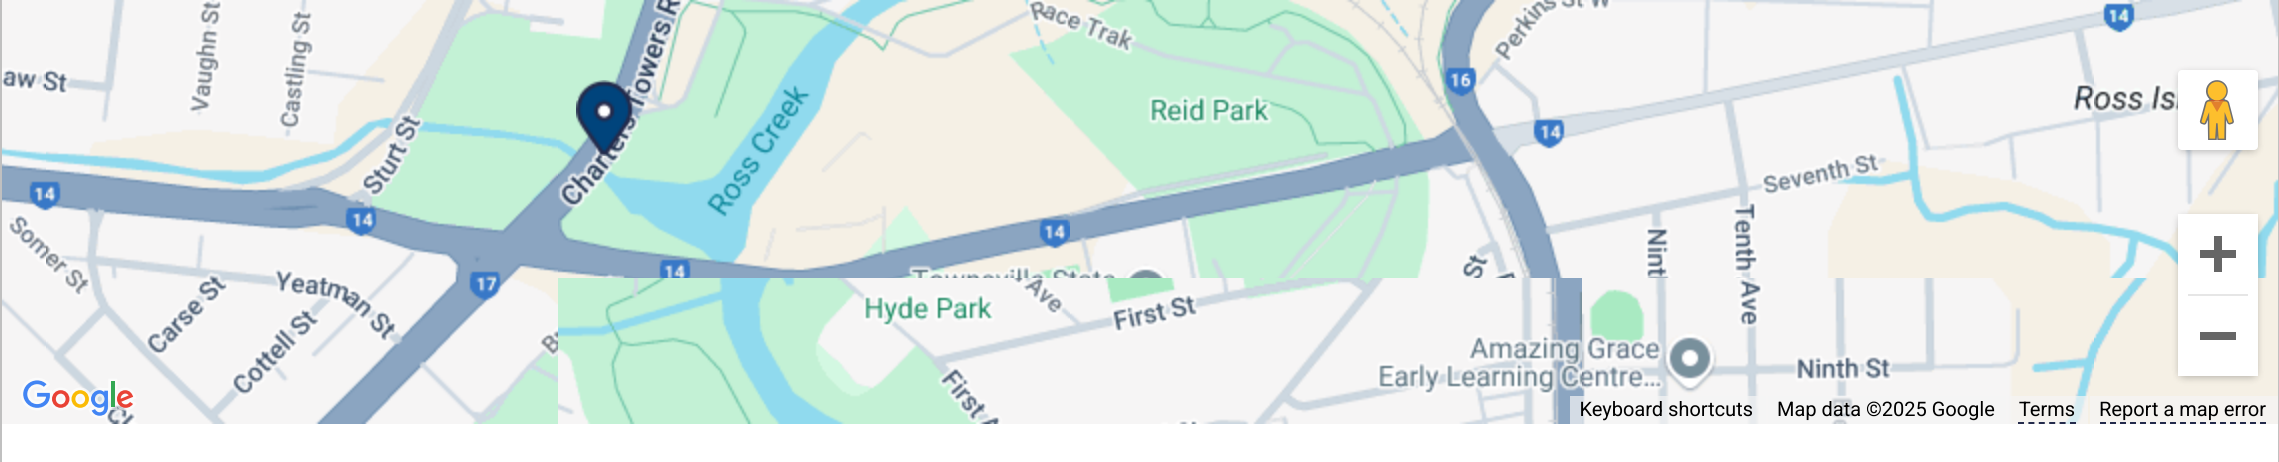 Vaughn St
Castling St
Race Trak
Perkins St W
14
aw St
16
Charters Towers R
Reid Park
Ross Is
14
Ross Creek
Sturt St
Seventh St
14
14
14
Tenth Ave
Nint
Somer St
14
17
Townsville State
St
Yeatman St
Carse St
Cottell St
Hyde Park
Ave
First St
Amazing Grace
Early Learning Centre...
Ninth St
First A
Google
Keyboard shortcuts
Map data ©2025 Google
Terms
Report a map error